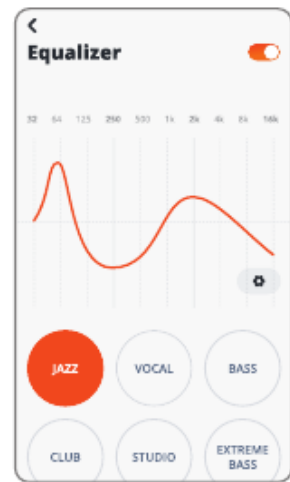 Equalizer
32 64 125 250 500 1k 2k 4k 8k 16k
JAZZ VOCAL BASS
CLUB STUDIO EXTREME
BASS